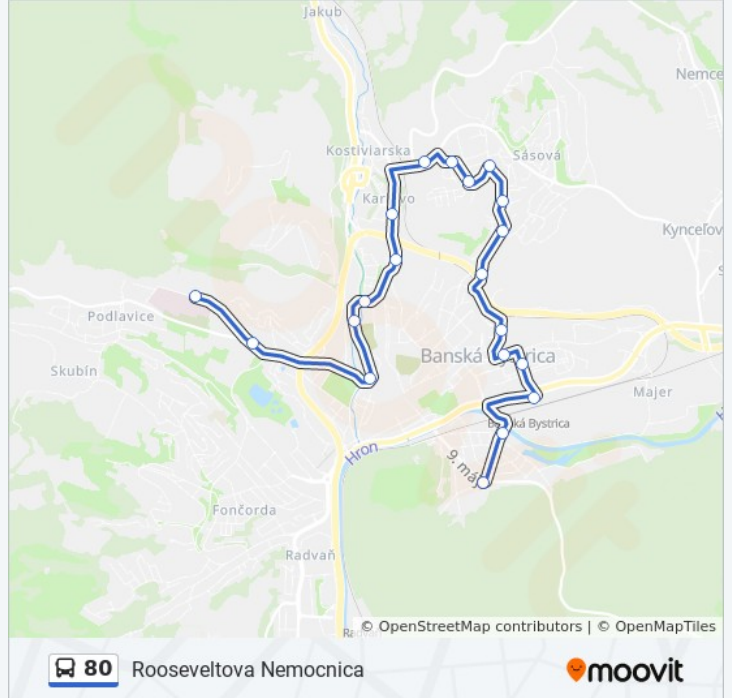 Jakub
Nemce
Kostiviarska
Sásová
Karlovo
Kynceľov
Podlavice
Banská Bystrica
Skubín
Majer
Banská Bystrica
Hron
9. máj
Fončorda
Radvaň
© OpenStreetMap contributors | © OpenMapTiles
80 Rooseveltova Nemocnica
moovit